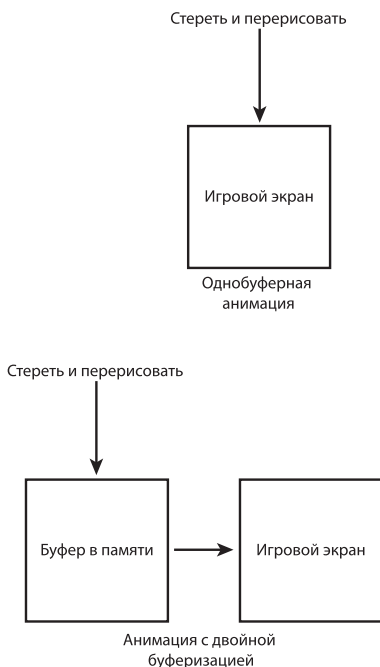 Стереть и перерисовать
Игровой экран
Однобуферная
анимация
Стереть и перерисовать
Буфер в памяти
Игровой экран
Анимация с двойной
буферизацией